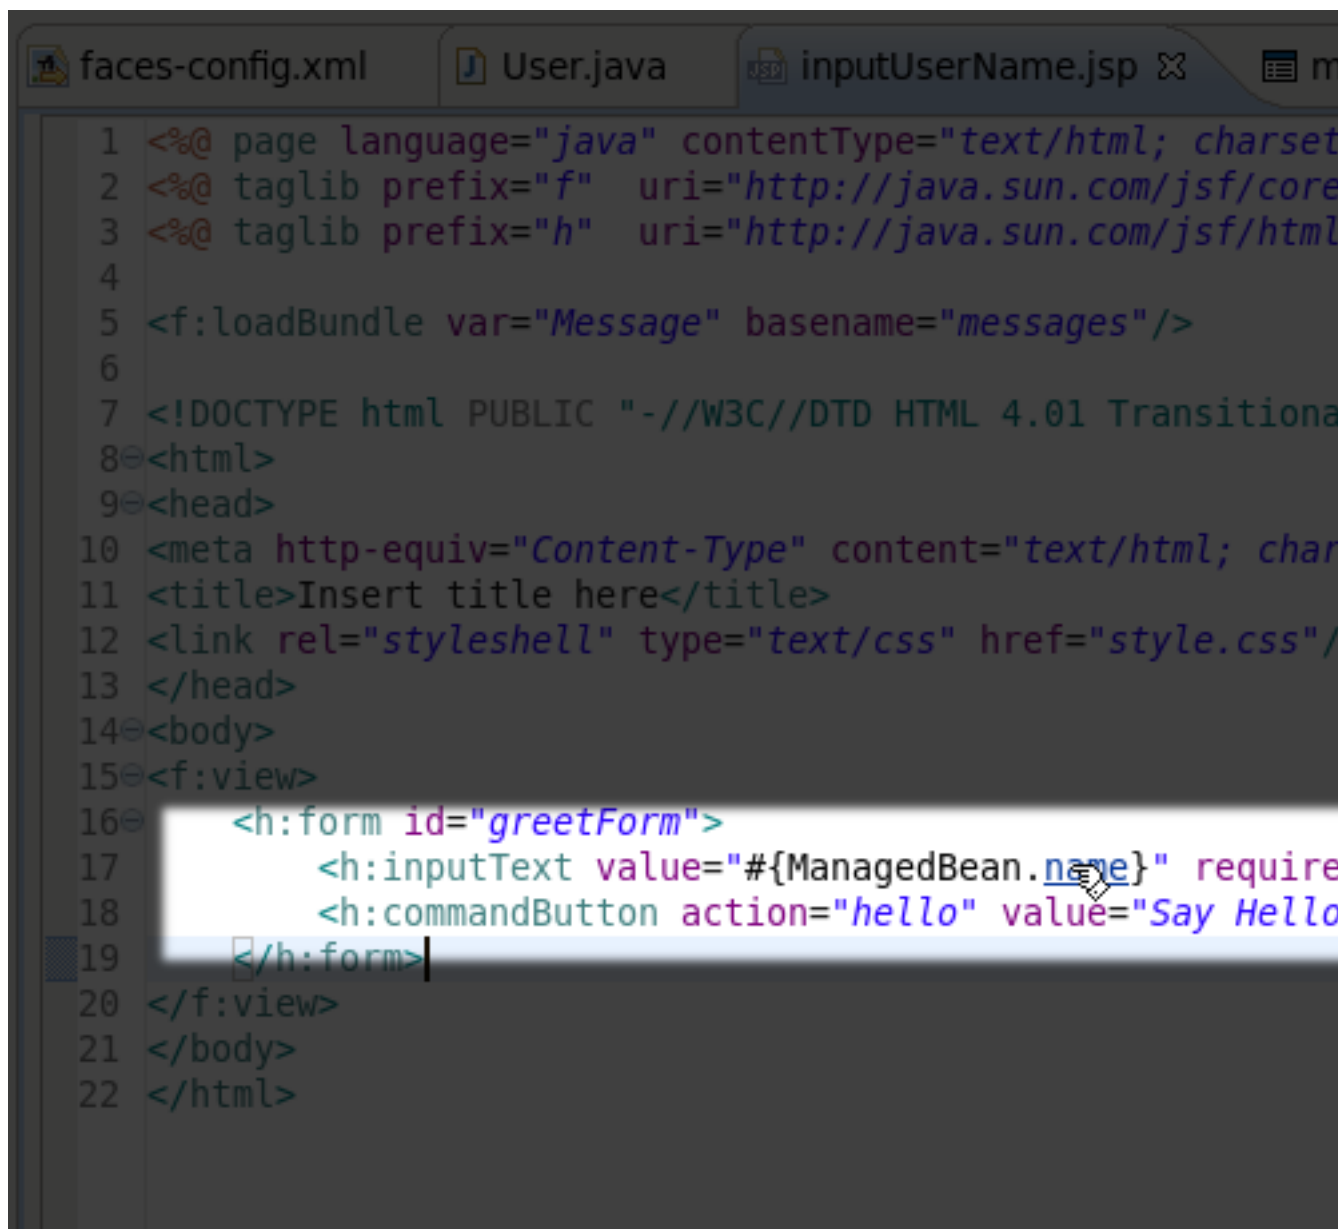 faces-config.xml User.java inputUserName.jsp m
1 <%@ page language="java" contentType="text/html; charset
2 <%@ taglib prefix="f"  uri="http://java.sun.com/jsf/core
3 <%@ taglib prefix="h"  uri="http://java.sun.com/jsf/html
4
5 <f:loadBundle var="Message" basename="messages"/>
6
7 <!DOCTYPE html PUBLIC "-//W3C//DTD HTML 4.01 Transitiona
8 <html>
9 <head>
10 <meta http-equiv="Content-Type" content="text/html; char
11 <title>Insert title here</title>
12 <link rel="styleshell" type="text/css" href="style.css"/
13 </head>
14 <body>
15 <f:view>
16     <h:form id="greetForm">
17         <h:inputText value="#{ManagedBean.name}" require
18         <h:commandButton action="hello" value="Say Hello
19     </h:form>
20 </f:view>
21 </body>
22 </html>